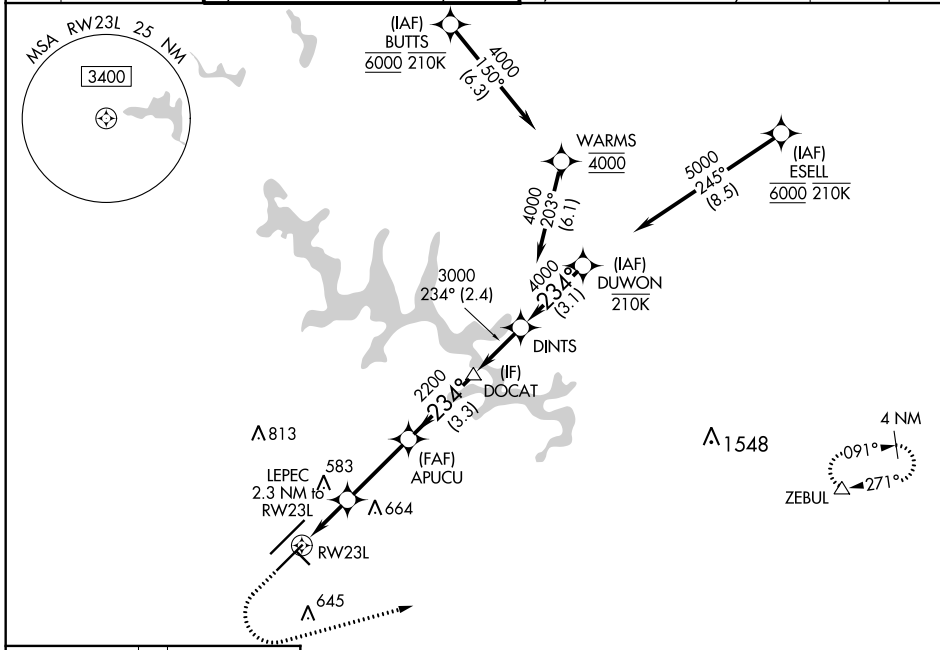 MSA RW23L 25 NM
3400
(IAF)
BUTTS
6000 210K
4000
150°
(6.3)
WARMS
4000
4000
203°
(6.1)
5000
245°
(8.5)
(IAF)
ESELL
6000 210K
(IAF)
DUWON
210K
4000
234°
(3.1)
3000
234° (2.4)
DINTS
(IF)
DOCAT
2200
234°
(3.3)
(FAF)
APUCU
813
583
LEPEC
2.3 NM to
RW23L
664
RW23L
645
1548
4 NM
091°
271°
ZEBUL